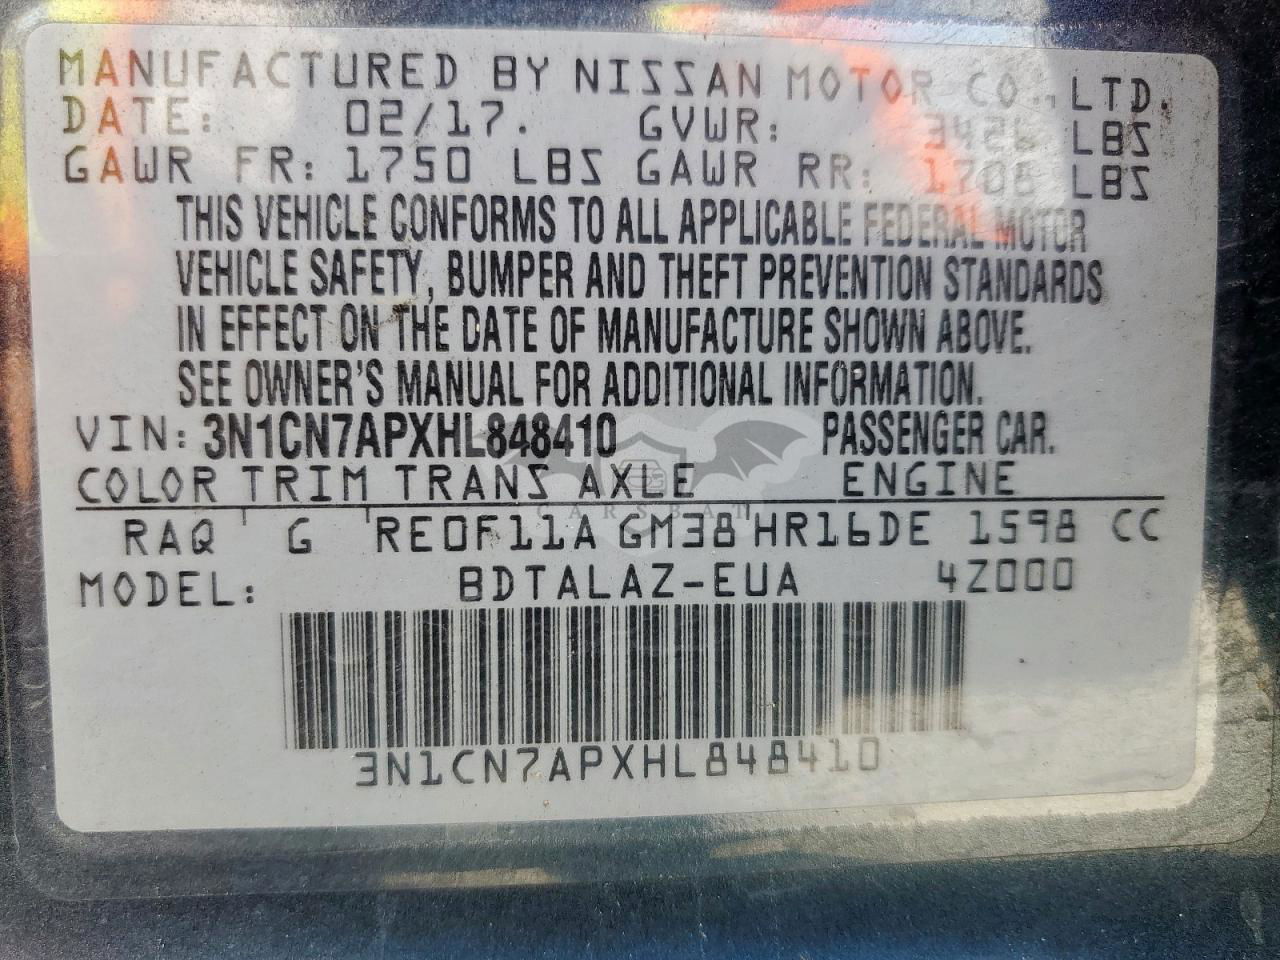 MANUFACTURED BY NISSAN MOTOR CO., LTD.
DATE: 02/17. GVWR: 3426 LBS
GAWR FR: 1750 LBS GAWR RR: 1706 LBS
THIS VEHICLE CONFORMS TO ALL APPLICABLE FEDERAL MOTOR
VEHICLE SAFETY, BUMPER AND THEFT PREVENTION STANDARDS
IN EFFECT ON THE DATE OF MANUFACTURE SHOWN ABOVE.
SEE OWNER'S MANUAL FOR ADDITIONAL INFORMATION.
VIN: 3N1CN7APXHL848410 PASSENGER CAR.
COLOR TRIM TRANS AXLE ENGINE
CARSBAT
RAQ G RE0F11A GM38 HR16DE 1598 CC
MODEL: BDTALAZ-EUA 4Z000
3N1CN7APXHL848410